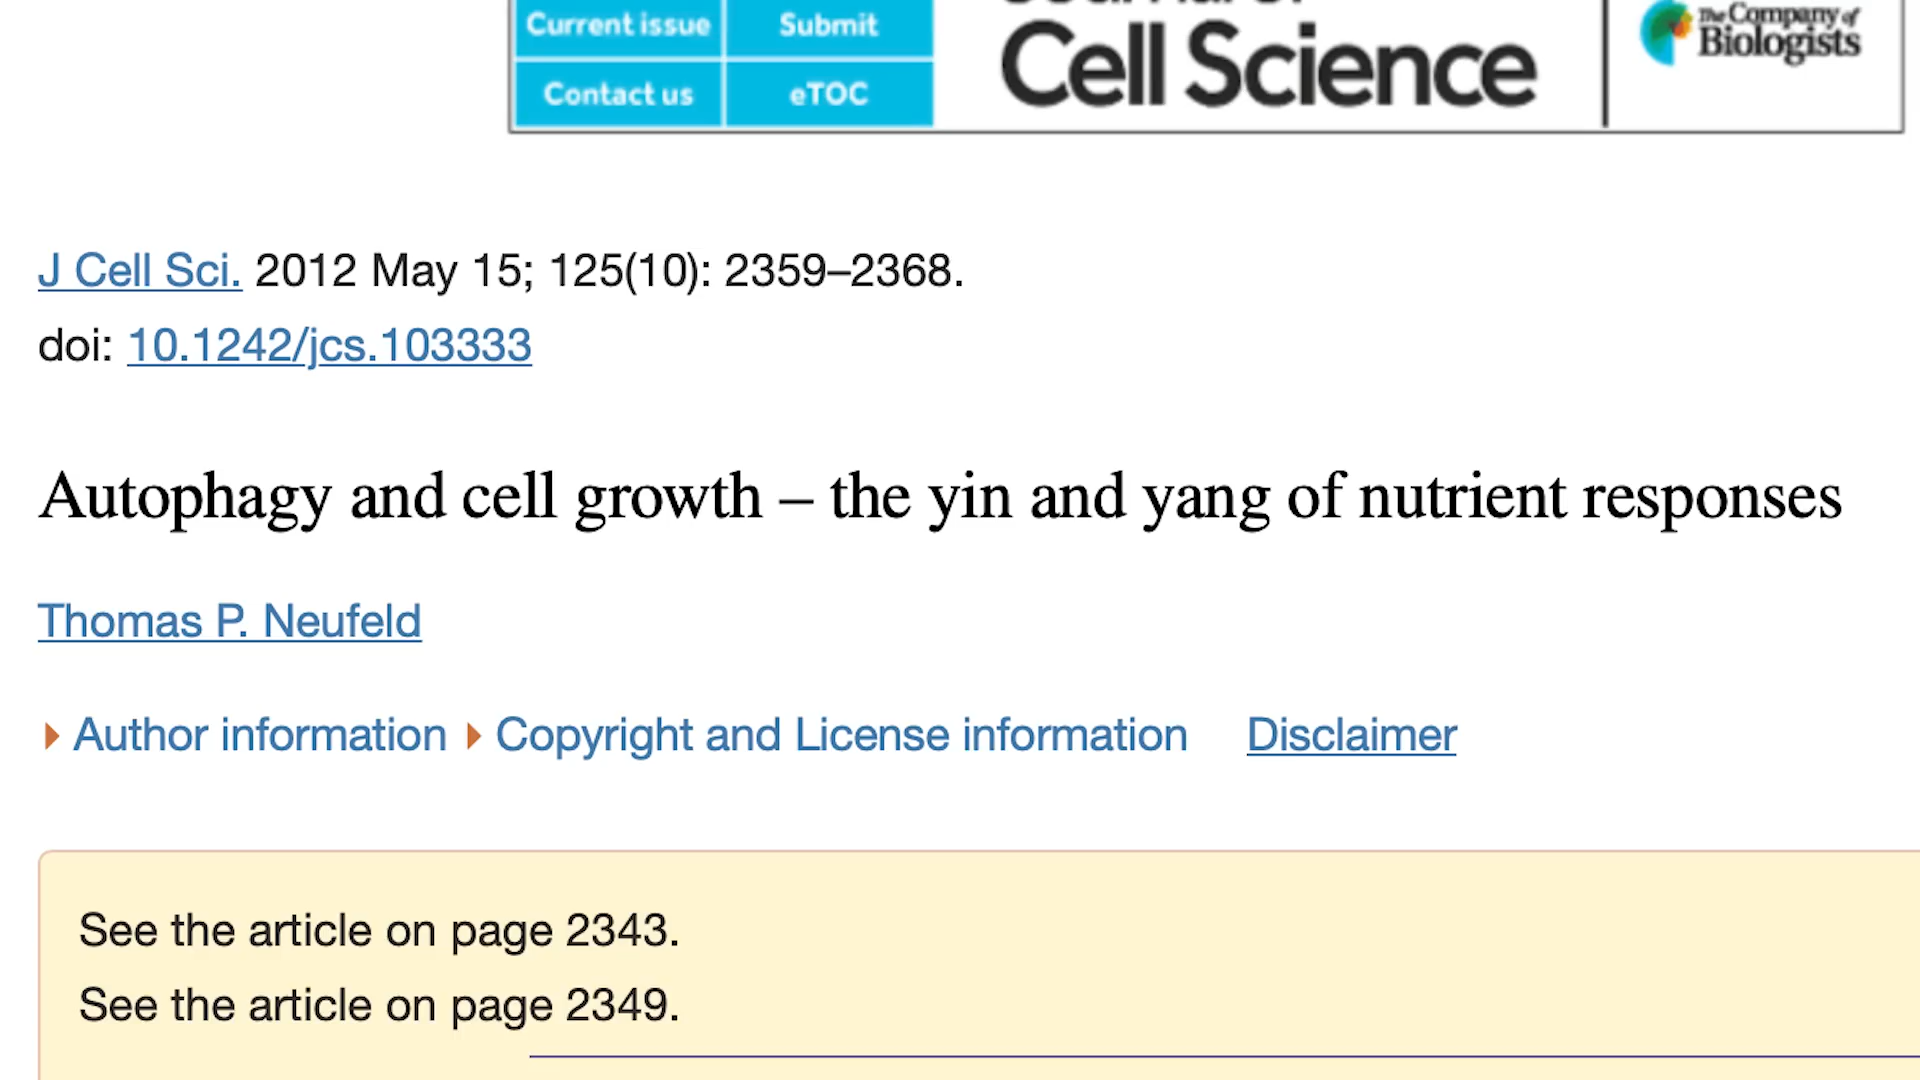 Current issue Submit
Contact us eTOC
Cell Science
The Company of
Biologists
J Cell Sci. 2012 May 15; 125(10): 2359–2368.
doi: 10.1242/jcs.103333
Autophagy and cell growth – the yin and yang of nutrient responses
Thomas P. Neufeld
Author information Copyright and License information Disclaimer
See the article on page 2343.
See the article on page 2349.